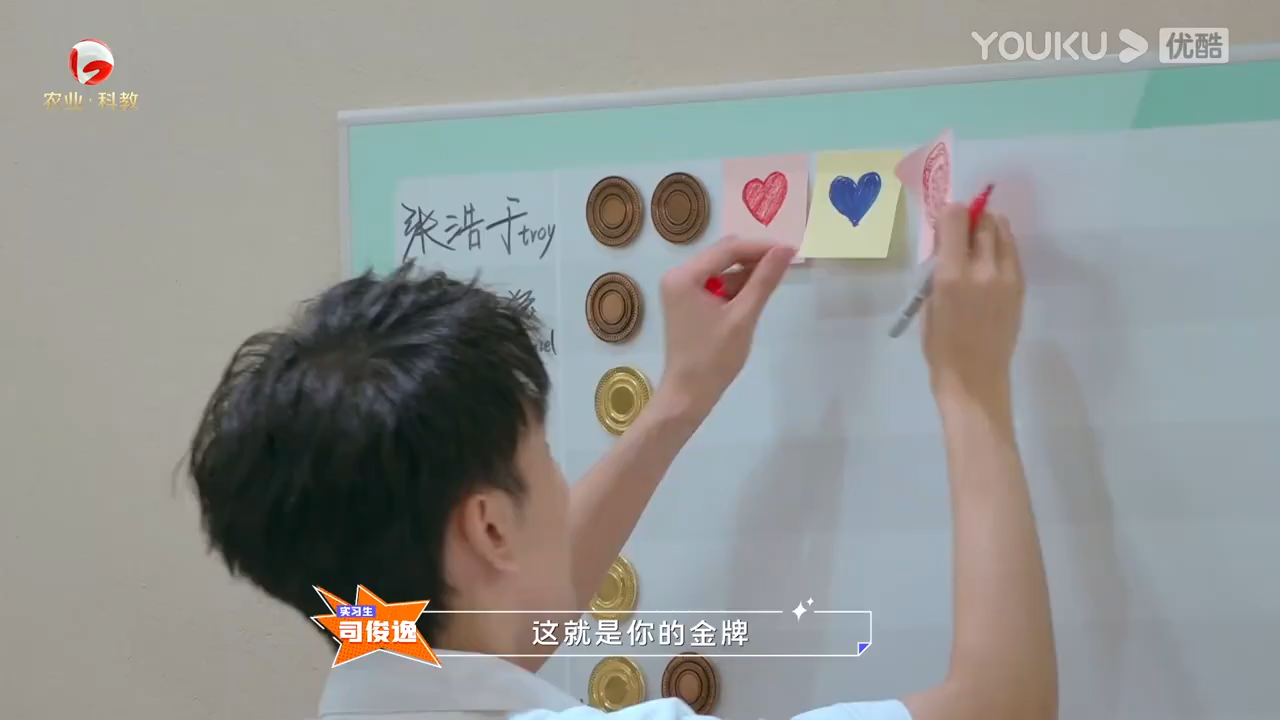 YOUKU 优酷
农业·科教
张浩于troy
实习生
司俊逸
这就是你的金牌